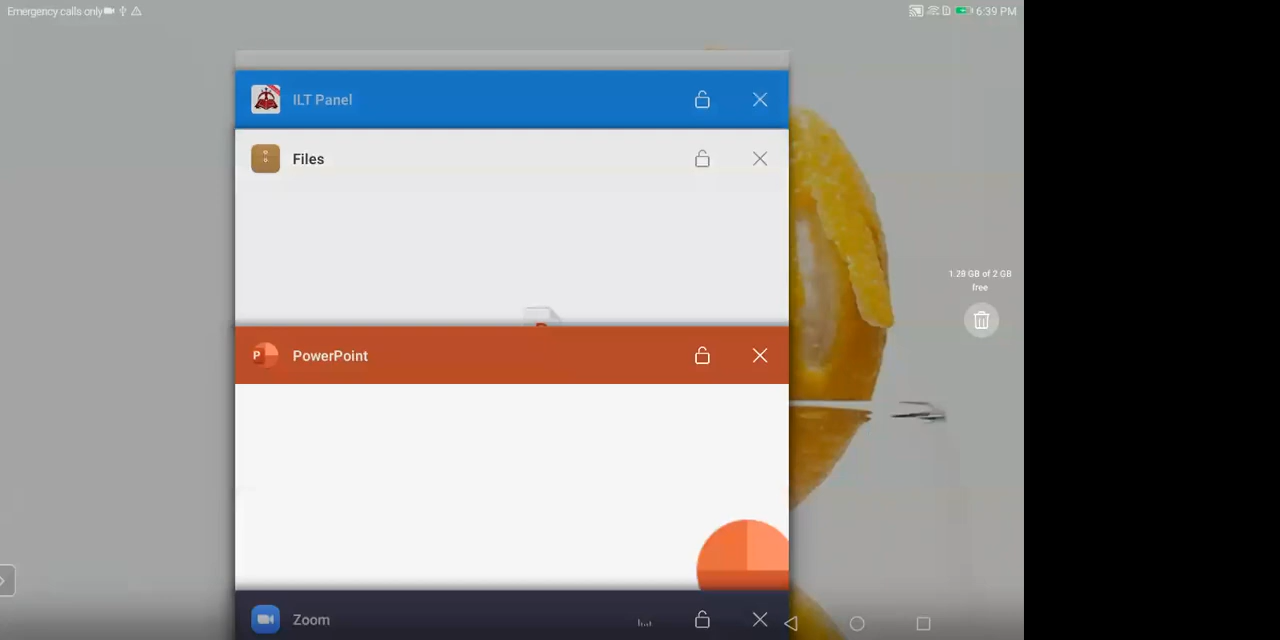 Emergency calls only
6:39 PM
ILT Panel
Files
1.28 GB of 2 GB
free
P PowerPoint
Zoom